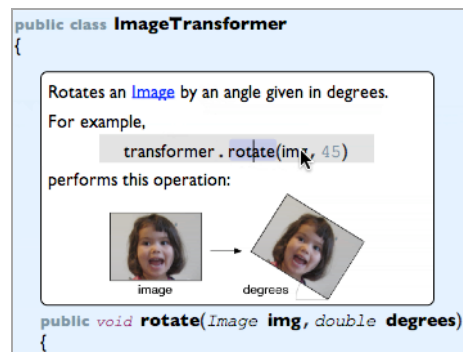 public class ImageTransformer
{
Rotates an Image by an angle given in degrees.
For example,
transformer . rotate(img, 45)
performs this operation:
image degrees
public void rotate(Image img, double degrees)
{